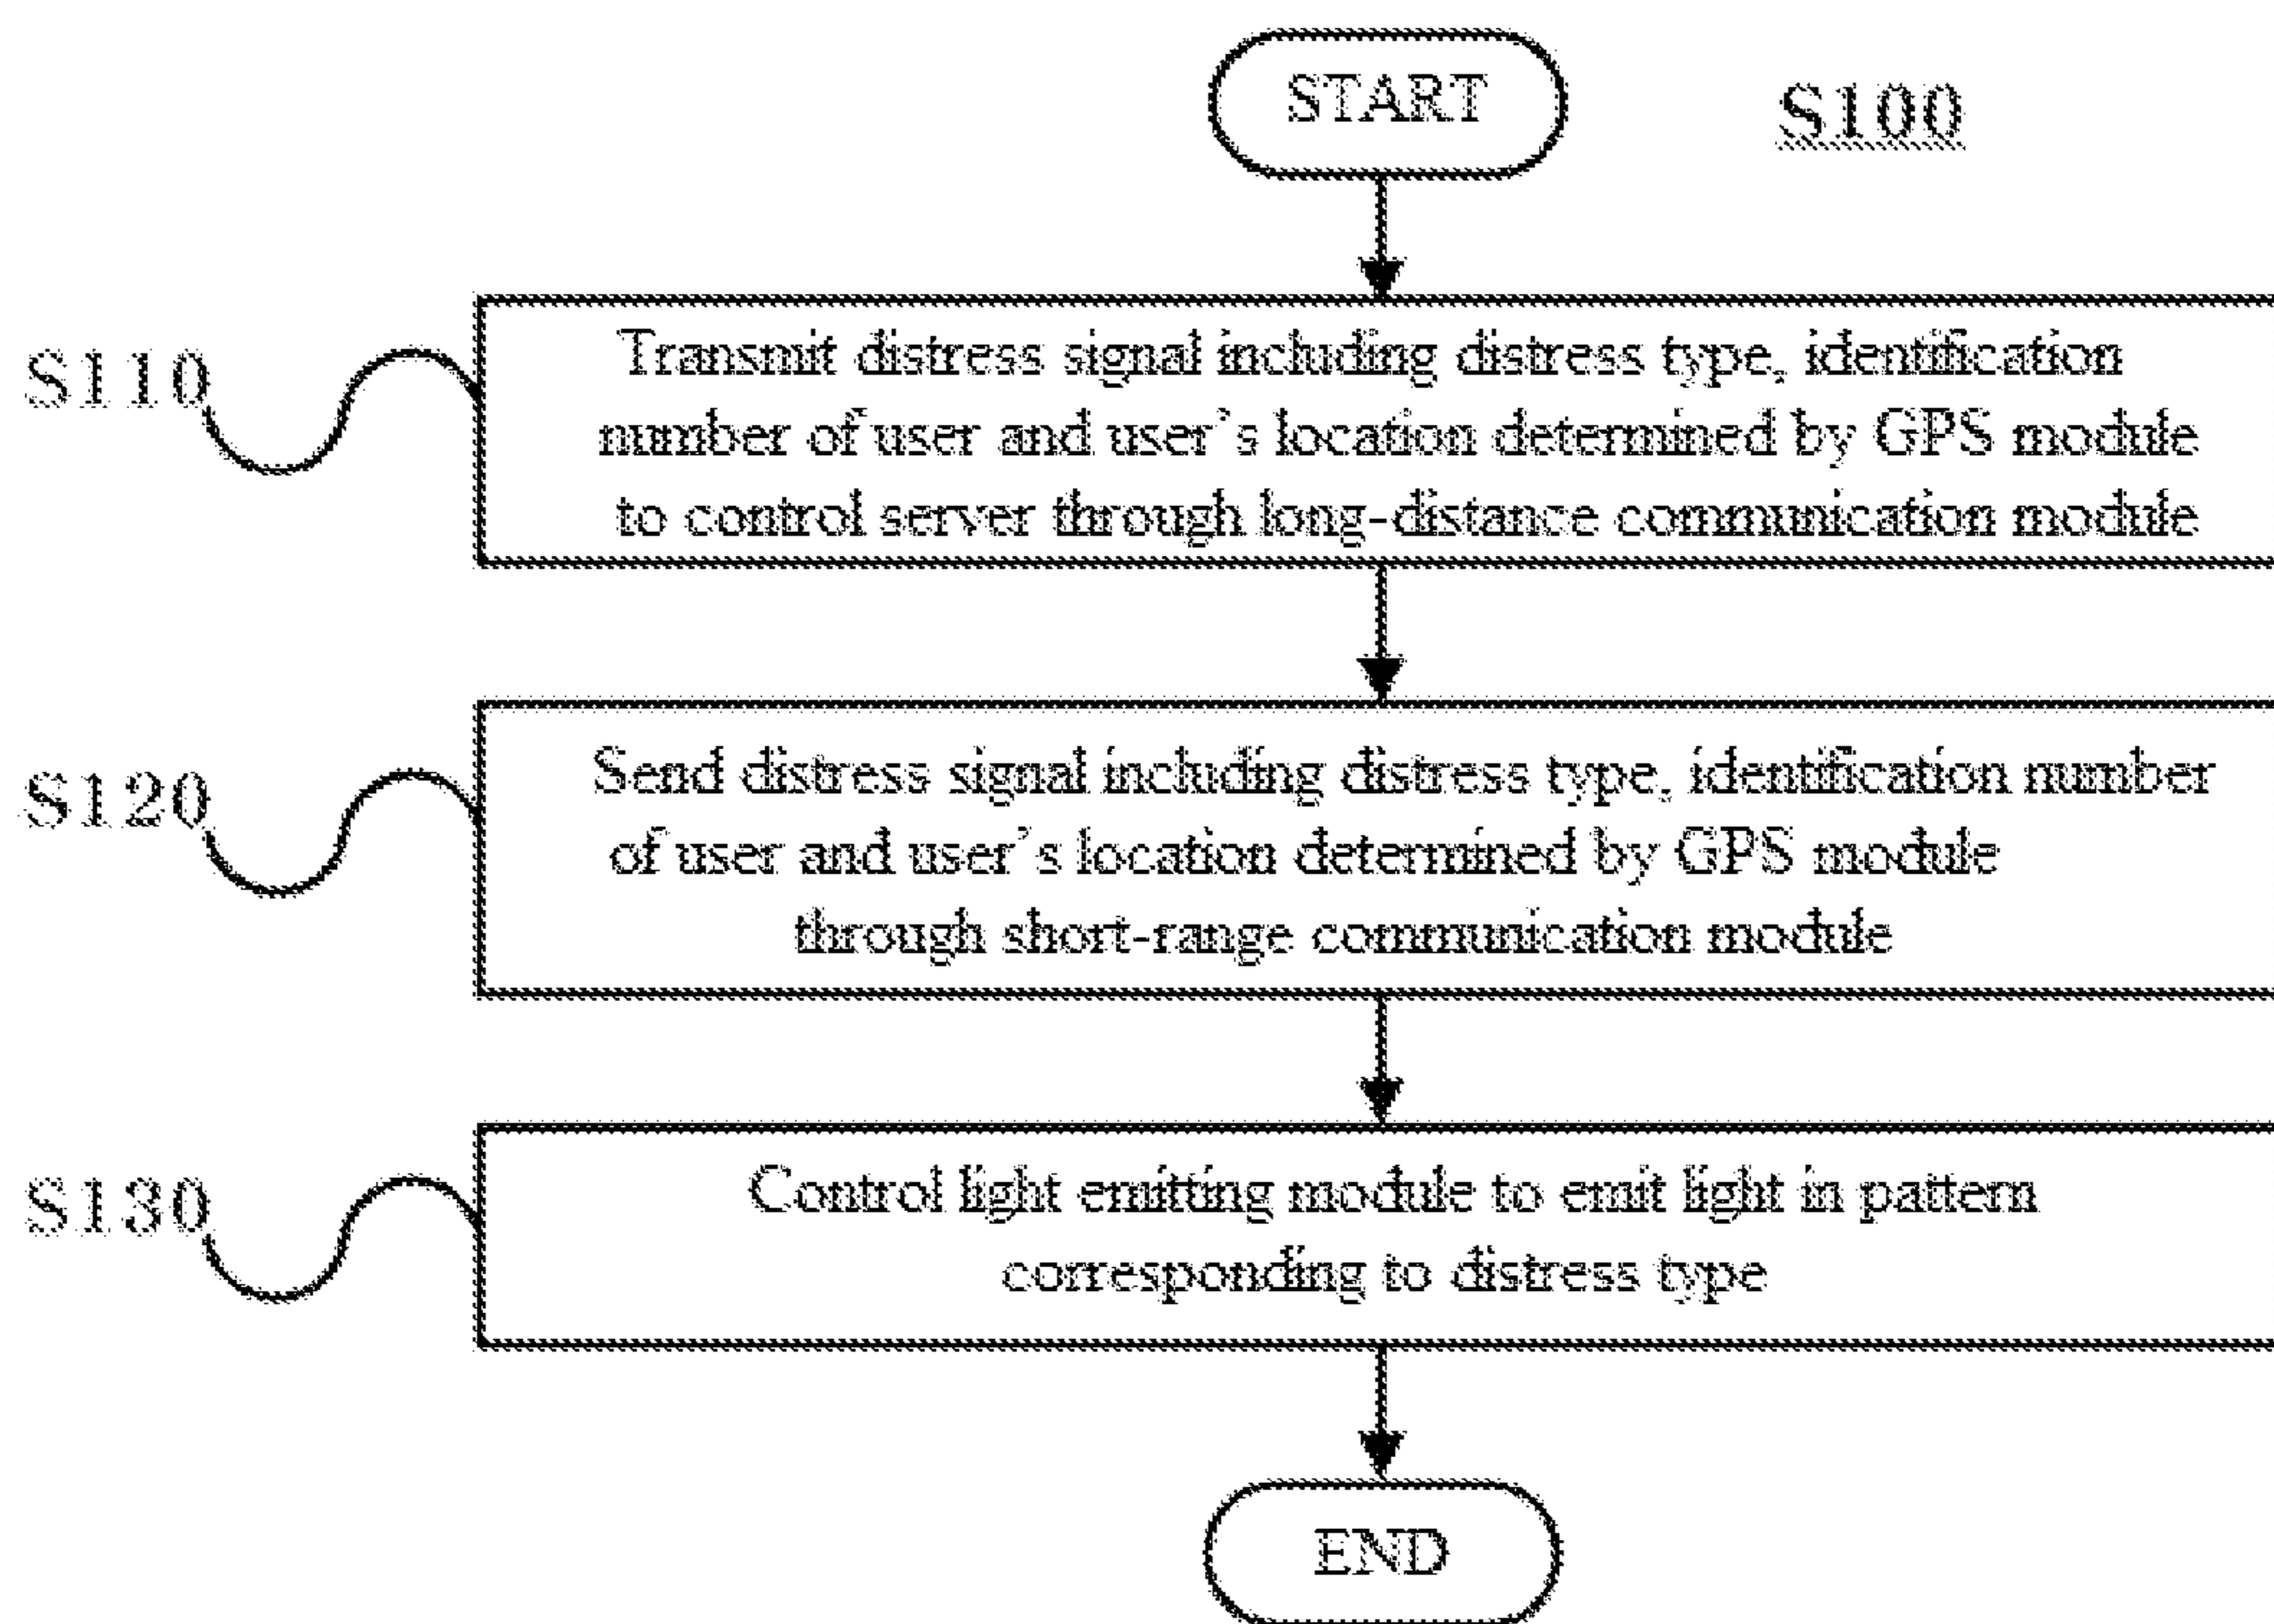 START
S100
S110
Transmit distress signal including distress type, identification
number of user and user's location determined by GPS module
to control server through long-distance communication module
S120
Send distress signal including distress type, identification number
of user and user's location determined by GPS module
through short-range communication module
S130
Control light emitting module to emit light in pattern
corresponding to distress type
END